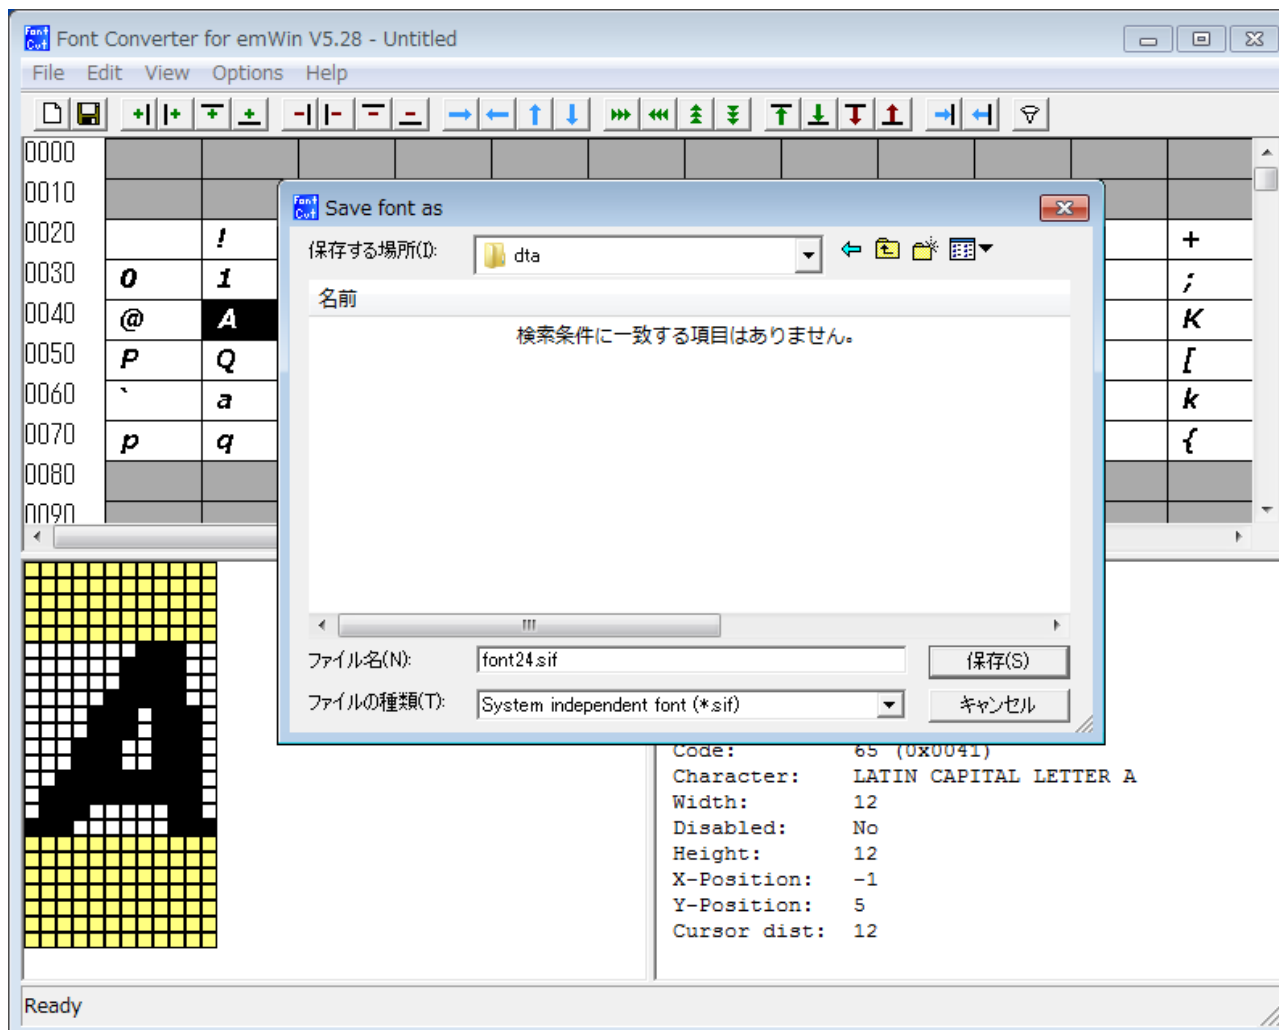 Font Cvt Font Converter for emWin V5.28 - Untitled
File Edit View Options Help
0000
0010
0020 ! +
0030 0 1 ;
0040 @ A K
0050 P Q [
0060 ` a k
0070 p q {
0080
0090
Font Cvt Save font as
保存する場所(I): dta
名前
検索条件に一致する項目はありません。
ファイル名(N): font24.sif 保存(S)
ファイルの種類(T): System independent font (*.sif) キャンセル
Code: 65 (0x0041)
Character: LATIN CAPITAL LETTER A
Width: 12
Disabled: No
Height: 12
X-Position: -1
Y-Position: 5
Cursor dist: 12
Ready